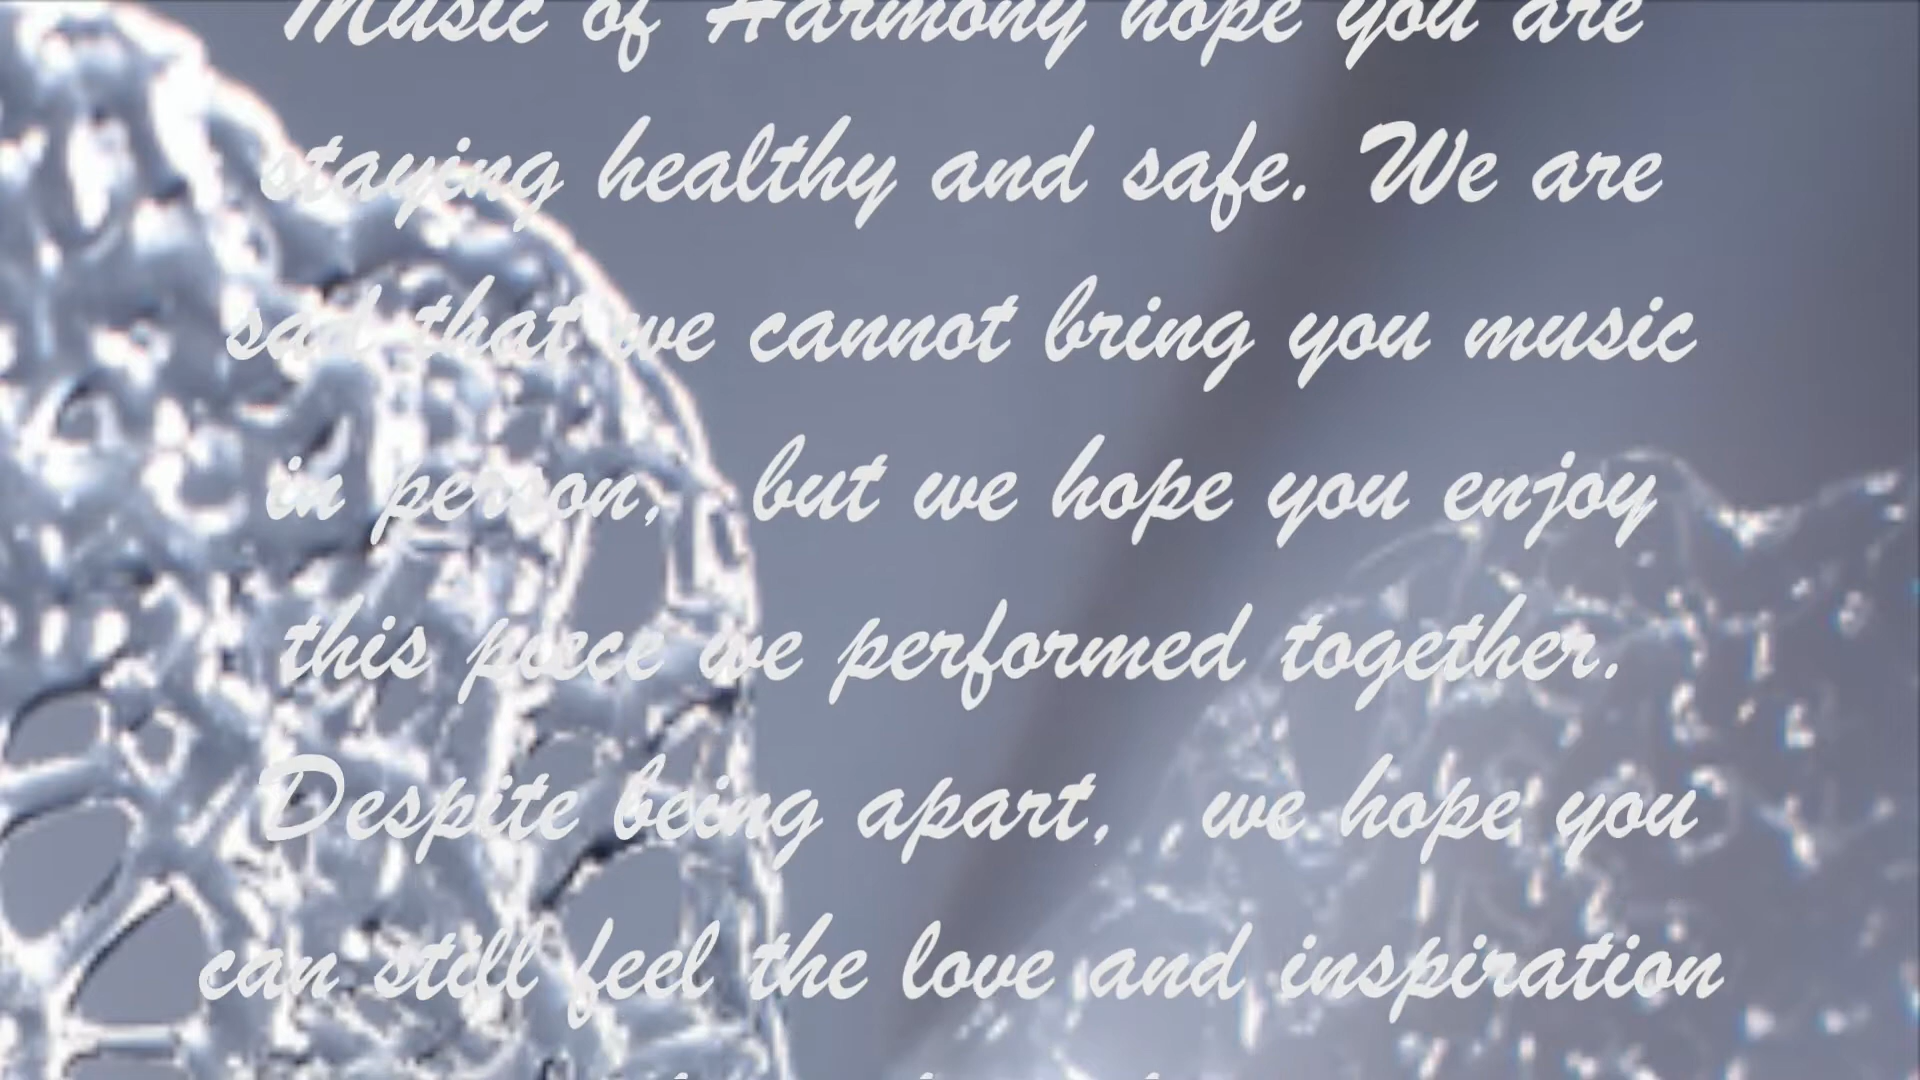 Music of Harmony hope you are
staying healthy and safe. We are
sad that we cannot bring you music
in person, but we hope you enjoy
this piece we performed together.
Despite being apart, we hope you
can still feel the love and inspiration